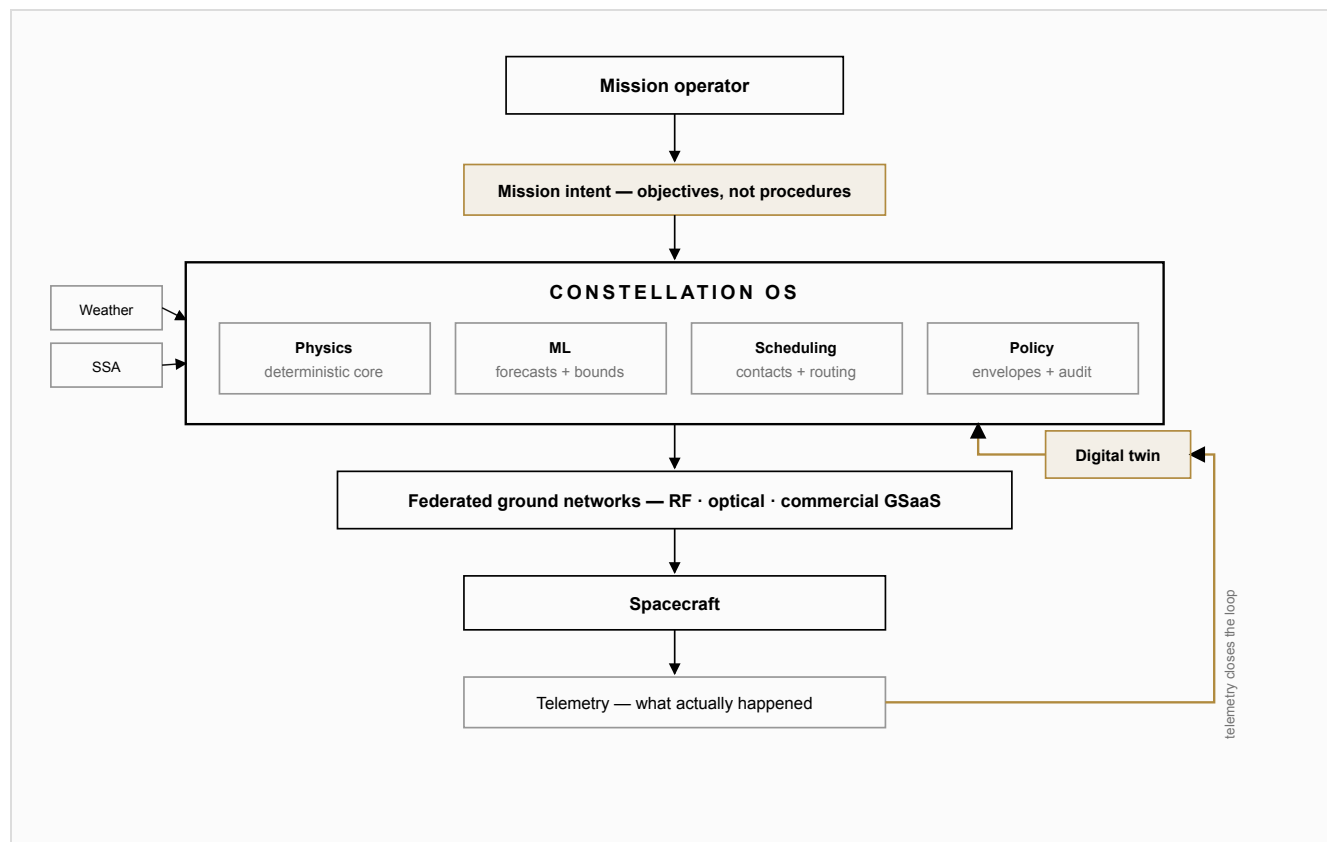 Mission operator
Mission intent — objectives, not procedures
CONSTELLATION OS
Weather
SSA
Physics
deterministic core
ML
forecasts + bounds
Scheduling
contacts + routing
Policy
envelopes + audit
Digital twin
Federated ground networks — RF · optical · commercial GSaaS
Spacecraft
Telemetry — what actually happened
telemetry closes the loop